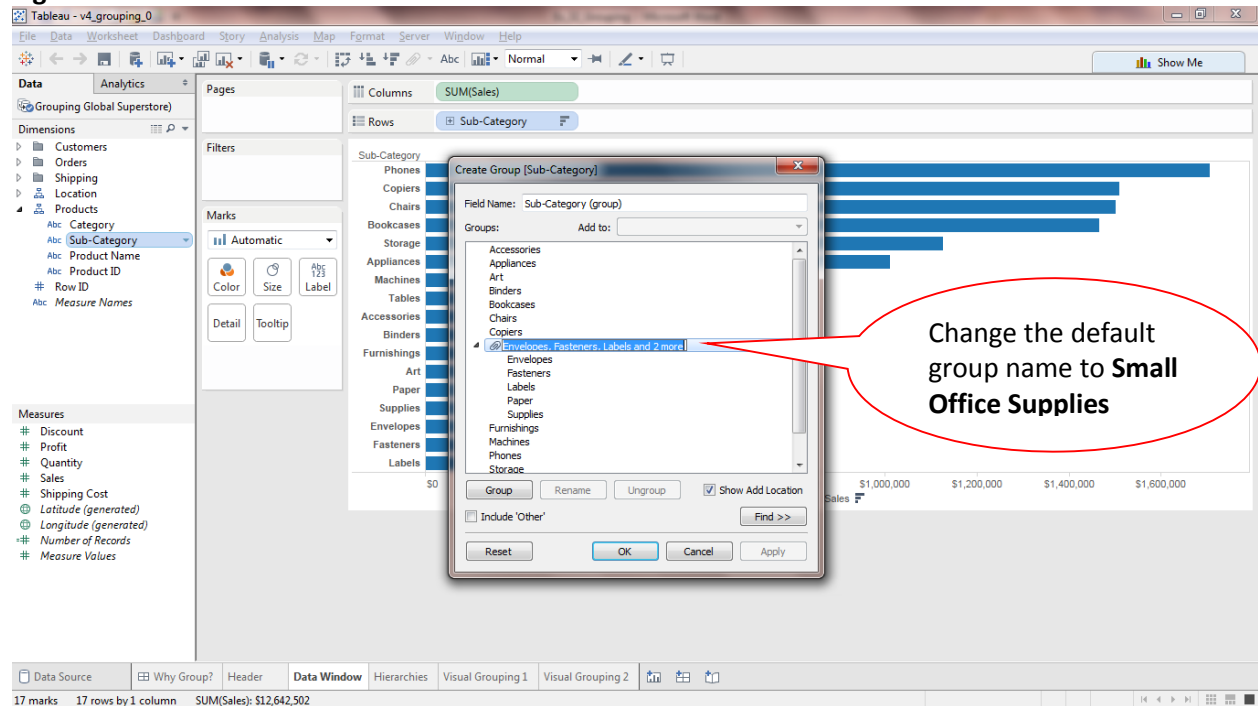 Tableau - v4_grouping_0
File Data Worksheet Dashboard Story Analysis Map Format Server Window Help
Abc Normal
Show Me
Data Analytics
Grouping Global Superstore)
Dimensions
Customers
Orders
Shipping
Location
Products
Abc Category
Abc Sub-Category
Abc Product Name
Abc Product ID
# Row ID
Abc Measure Names
Measures
# Discount
# Profit
# Quantity
# Sales
# Shipping Cost
Latitude (generated)
Longitude (generated)
# Number of Records
# Measure Values
Pages
Filters
Marks
Automatic
Color Size Abc 123 Label
Detail Tooltip
Columns SUM(Sales)
Rows Sub-Category
Sub-Category
Phones
Copiers
Chairs
Bookcases
Storage
Appliances
Machines
Tables
Accessories
Binders
Furnishings
Art
Paper
Supplies
Envelopes
Fasteners
Labels
$0 $1,000,000 $1,200,000 $1,400,000 $1,600,000
Sales
Create Group [Sub-Category]
Field Name: Sub-Category (group)
Groups: Add to:
Accessories
Appliances
Art
Binders
Bookcases
Chairs
Copiers
Envelopes, Fasteners, Labels and 2 more
Envelopes
Fasteners
Labels
Paper
Supplies
Furnishings
Machines
Phones
Storage
Group Rename Ungroup Show Add Location
Include 'Other' Find >>
Reset OK Cancel Apply
Change the default
group name to Small
Office Supplies
Data Source Why Group? Header Data Window Hierarchies Visual Grouping 1 Visual Grouping 2
17 marks 17 rows by 1 column SUM(Sales): $12,642,502